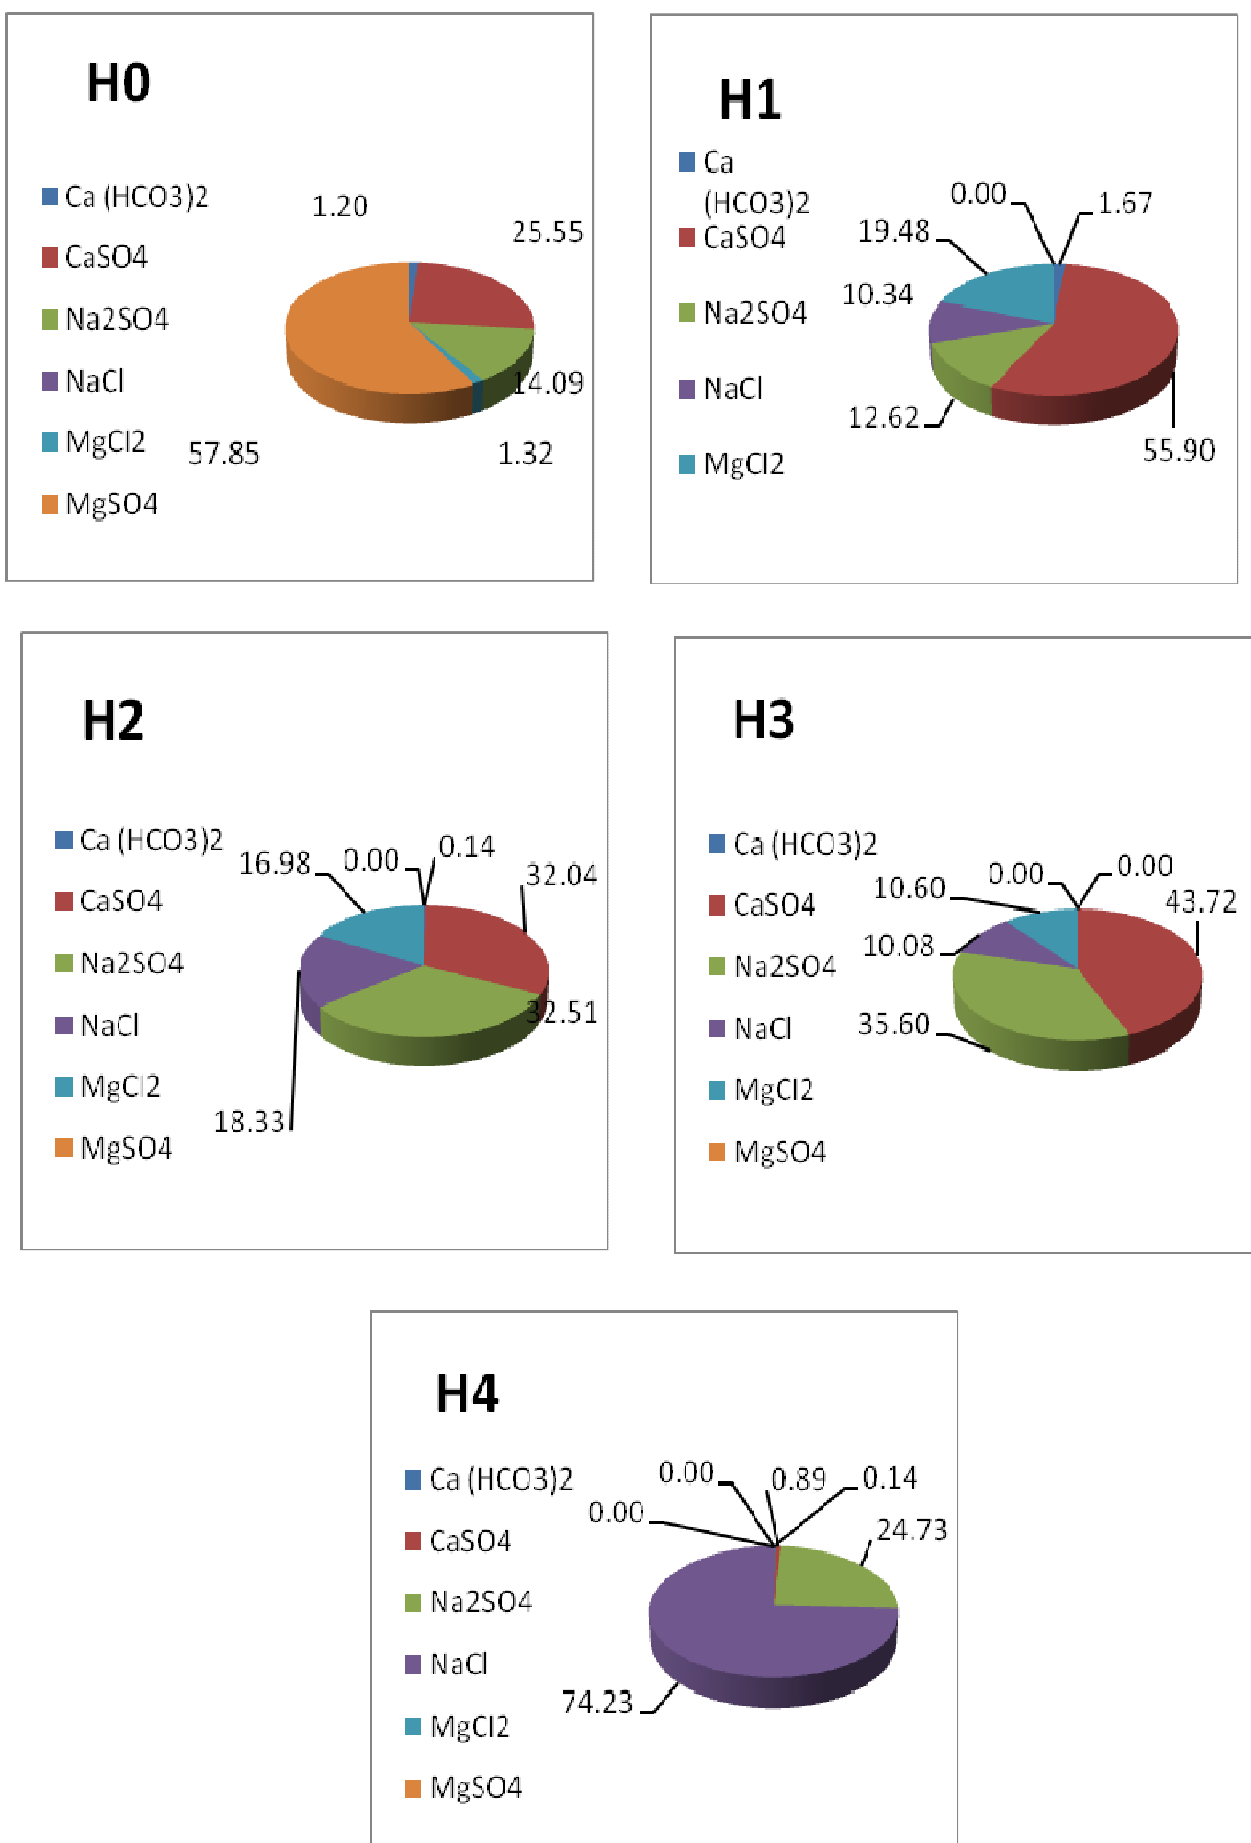 H0
Ca (HCO3)2
CaSO4
Na2SO4
NaCl
MgCl2
MgSO4
1.20
25.55
14.09
1.32
57.85
H1
Ca
(HCO3)2
CaSO4
Na2SO4
NaCl
MgCl2
0.00
1.67
19.48
10.34
12.62
55.90
H2
Ca (HCO3)2
CaSO4
Na2SO4
NaCl
MgCl2
MgSO4
16.98
0.00
0.14
32.04
32.51
18.33
H3
Ca (HCO3)2
CaSO4
Na2SO4
NaCl
MgCl2
MgSO4
0.00
0.00
10.60
43.72
10.08
35.60
H4
Ca (HCO3)2
CaSO4
Na2SO4
NaCl
MgCl2
MgSO4
0.00
0.89
0.14
0.00
24.73
74.23